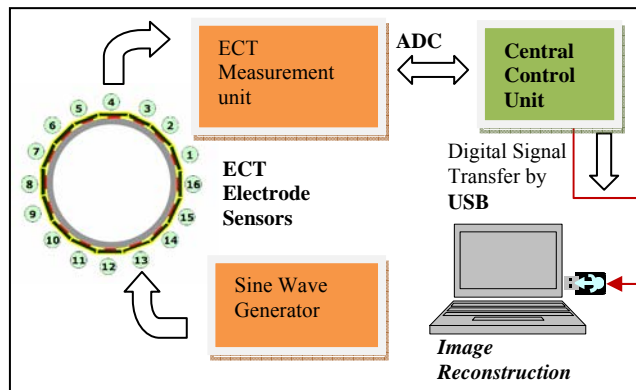 ECT
Measurement
unit
ADC
Central
Control
Unit
4
3
2
1
16
15
14
13
12
11
10
9
8
7
6
5
ECT
Electrode
Sensors
Digital Signal
Transfer by
USB
Sine Wave
Generator
Image
Reconstruction